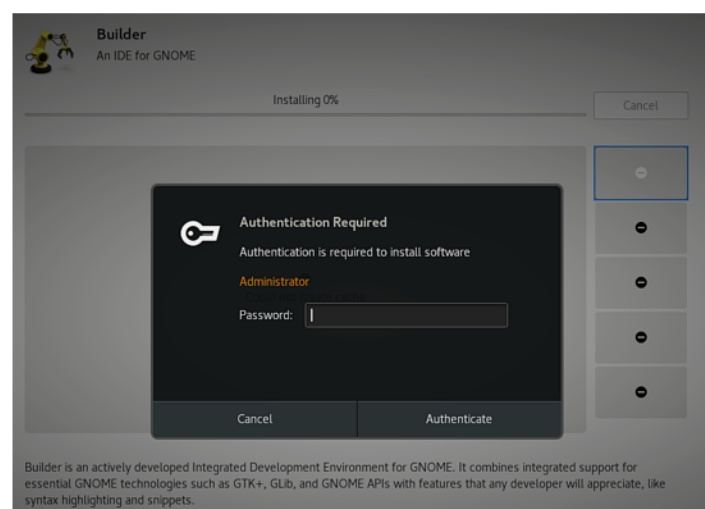 Builder
An IDE for GNOME
Installing 0%
Cancel
Authentication Required
Authentication is required to install software
Administrator
Password:
Cancel
Authenticate
Builder is an actively developed Integrated Development Environment for GNOME. It combines integrated support for
essential GNOME technologies such as GTK+, GLib, and GNOME APIs with features that any developer will appreciate, like
syntax highlighting and snippets.